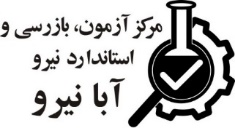 مرکز آزمون، بازرسی و
استاندارد نیرو
آبا نیرو